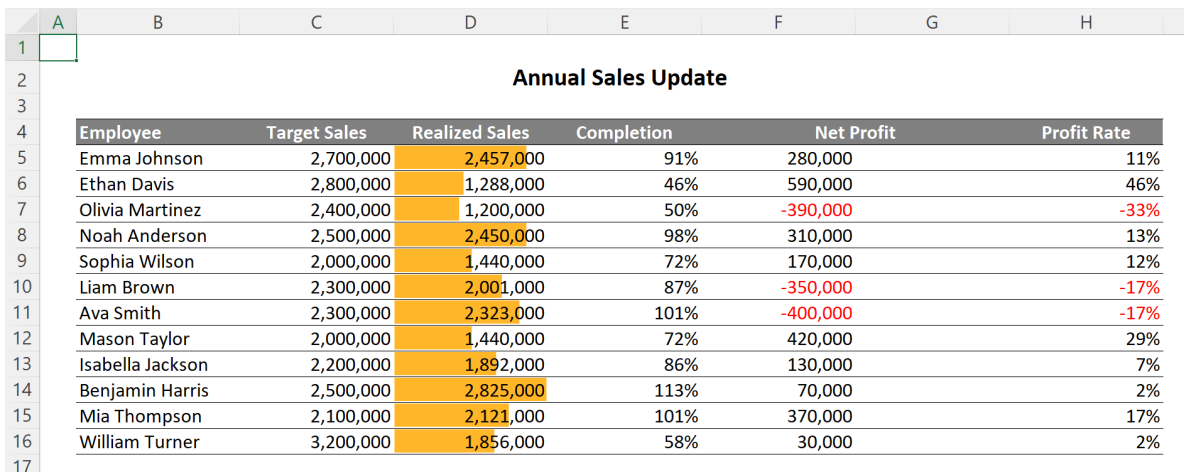 A B C D E F G H
1
2 Annual Sales Update
3
4 Employee Target Sales Realized Sales Completion Net Profit Profit Rate
5 Emma Johnson 2,700,000 2,457,000 91% 280,000 11%
6 Ethan Davis 2,800,000 1,288,000 46% 590,000 46%
7 Olivia Martinez 2,400,000 1,200,000 50% -390,000 -33%
8 Noah Anderson 2,500,000 2,450,000 98% 310,000 13%
9 Sophia Wilson 2,000,000 1,440,000 72% 170,000 12%
10 Liam Brown 2,300,000 2,001,000 87% -350,000 -17%
11 Ava Smith 2,300,000 2,323,000 101% -400,000 -17%
12 Mason Taylor 2,000,000 1,440,000 72% 420,000 29%
13 Isabella Jackson 2,200,000 1,892,000 86% 130,000 7%
14 Benjamin Harris 2,500,000 2,825,000 113% 70,000 2%
15 Mia Thompson 2,100,000 2,121,000 101% 370,000 17%
16 William Turner 3,200,000 1,856,000 58% 30,000 2%
17